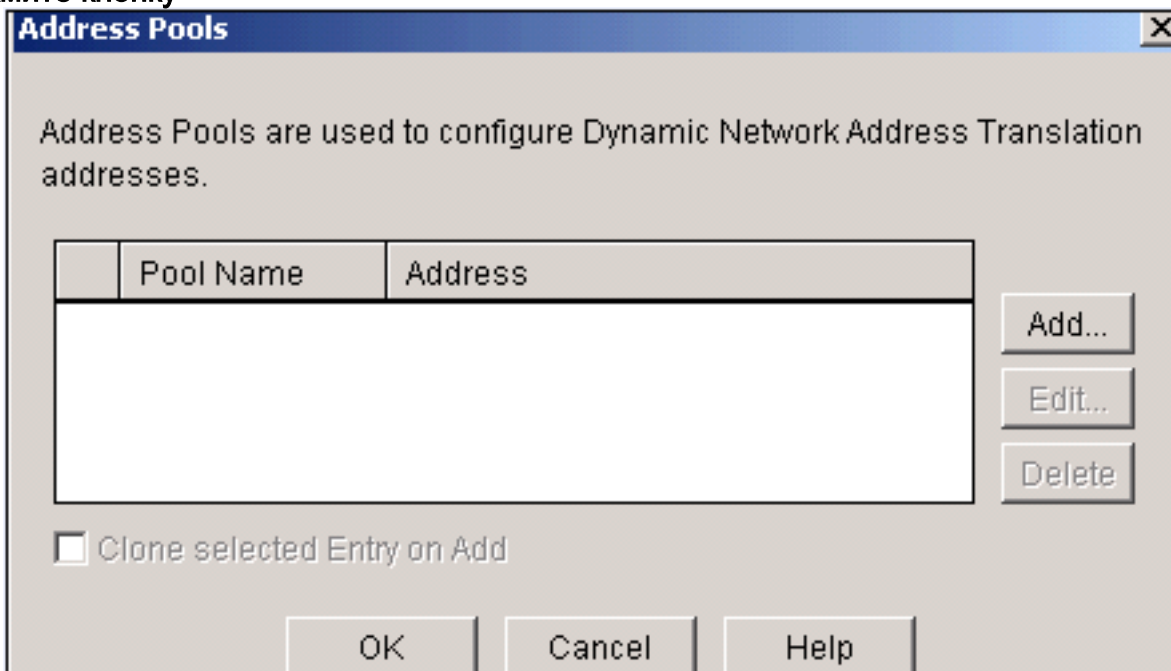 Address Pools
Address Pools are used to configure Dynamic Network Address Translation
addresses.
Pool Name Address
Add...
Edit...
Delete
Clone selected Entry on Add
OK Cancel Help